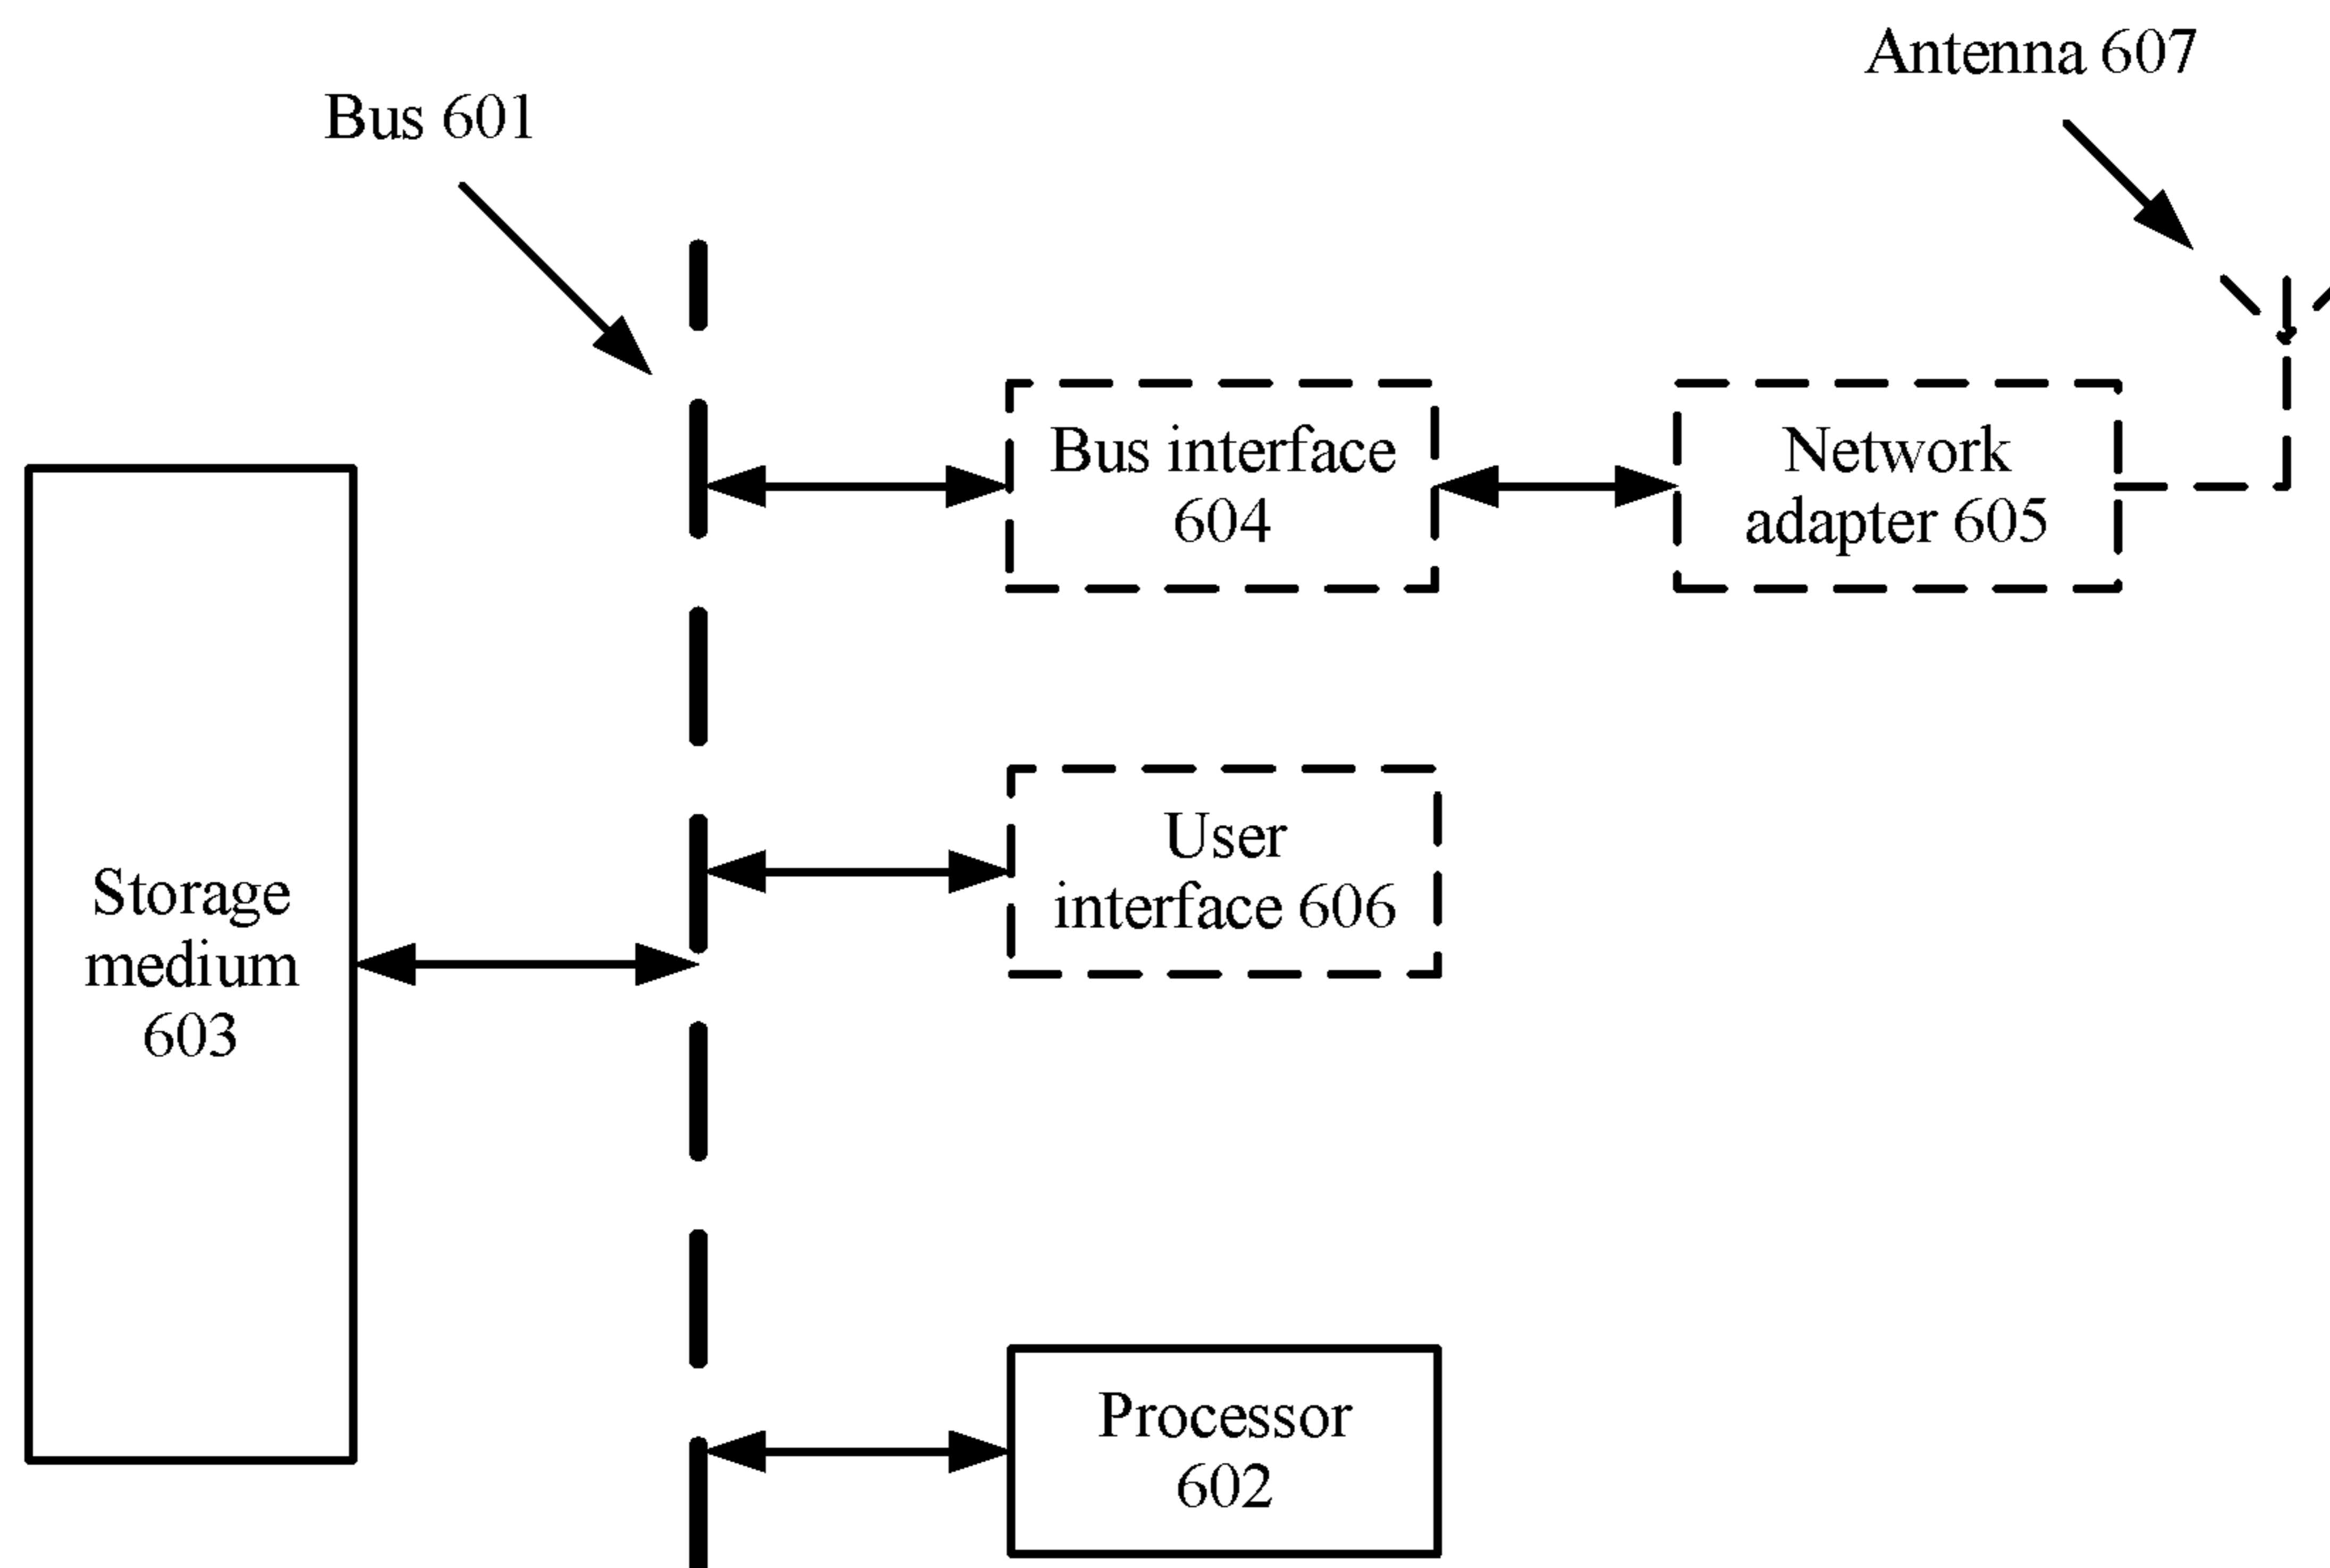 Antenna 607
Bus 601
Bus interface
604
Network
adapter 605
User
interface 606
Storage
medium
603
Processor
602